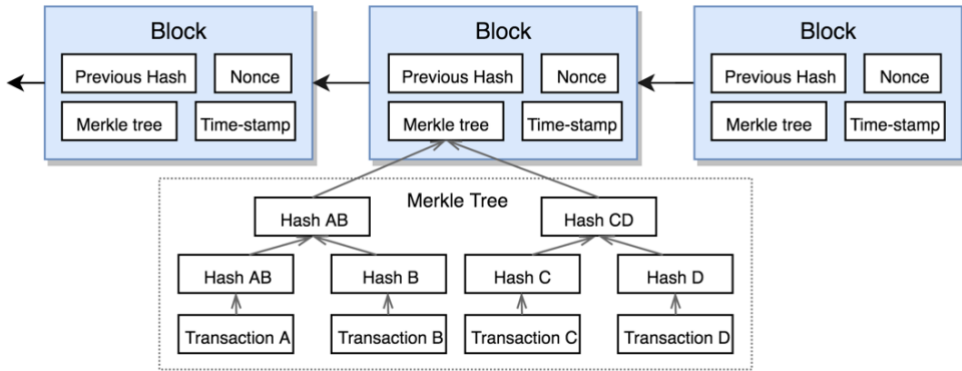 Block
Block
Block
Previous Hash
Nonce
Previous Hash
Nonce
Previous Hash
Nonce
Merkle tree
Time-stamp
Merkle tree
Time-stamp
Merkle tree
Time-stamp
Merkle Tree
Hash AB
Hash CD
Hash AB
Hash B
Hash C
Hash D
Transaction A
Transaction B
Transaction C
Transaction D